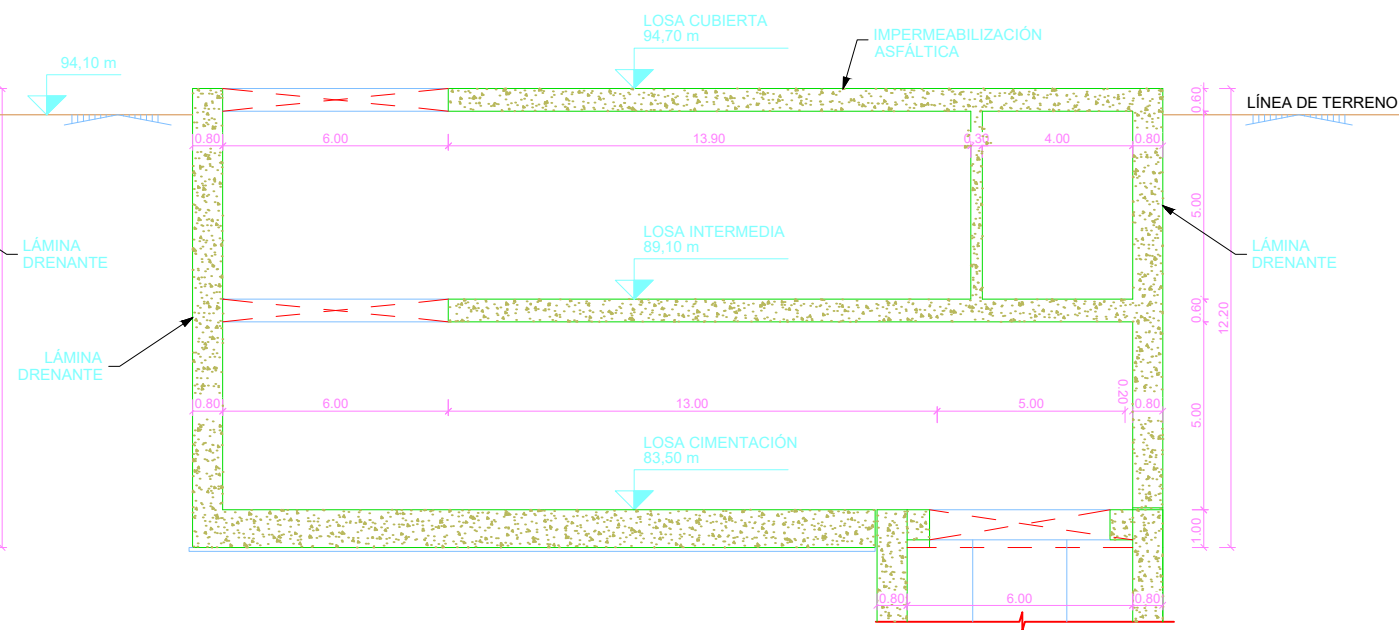 LOSA CUBIERTA
94,70 m
IMPERMEABILIZACIÓN
ASFÁLTICA
94,10 m
LÍNEA DE TERRENO
0.60
0.80
6.00
13.90
0.30
4.00
0.80
5.00
LÁMINA
DRENANTE
LOSA INTERMEDIA
89,10 m
LÁMINA
DRENANTE
0.60
12.20
LÁMINA
DRENANTE
0.80
6.00
13.00
5.00
0.20
0.80
5.00
LOSA CIMENTACIÓN
83,50 m
1.00
0.80
6.00
0.80